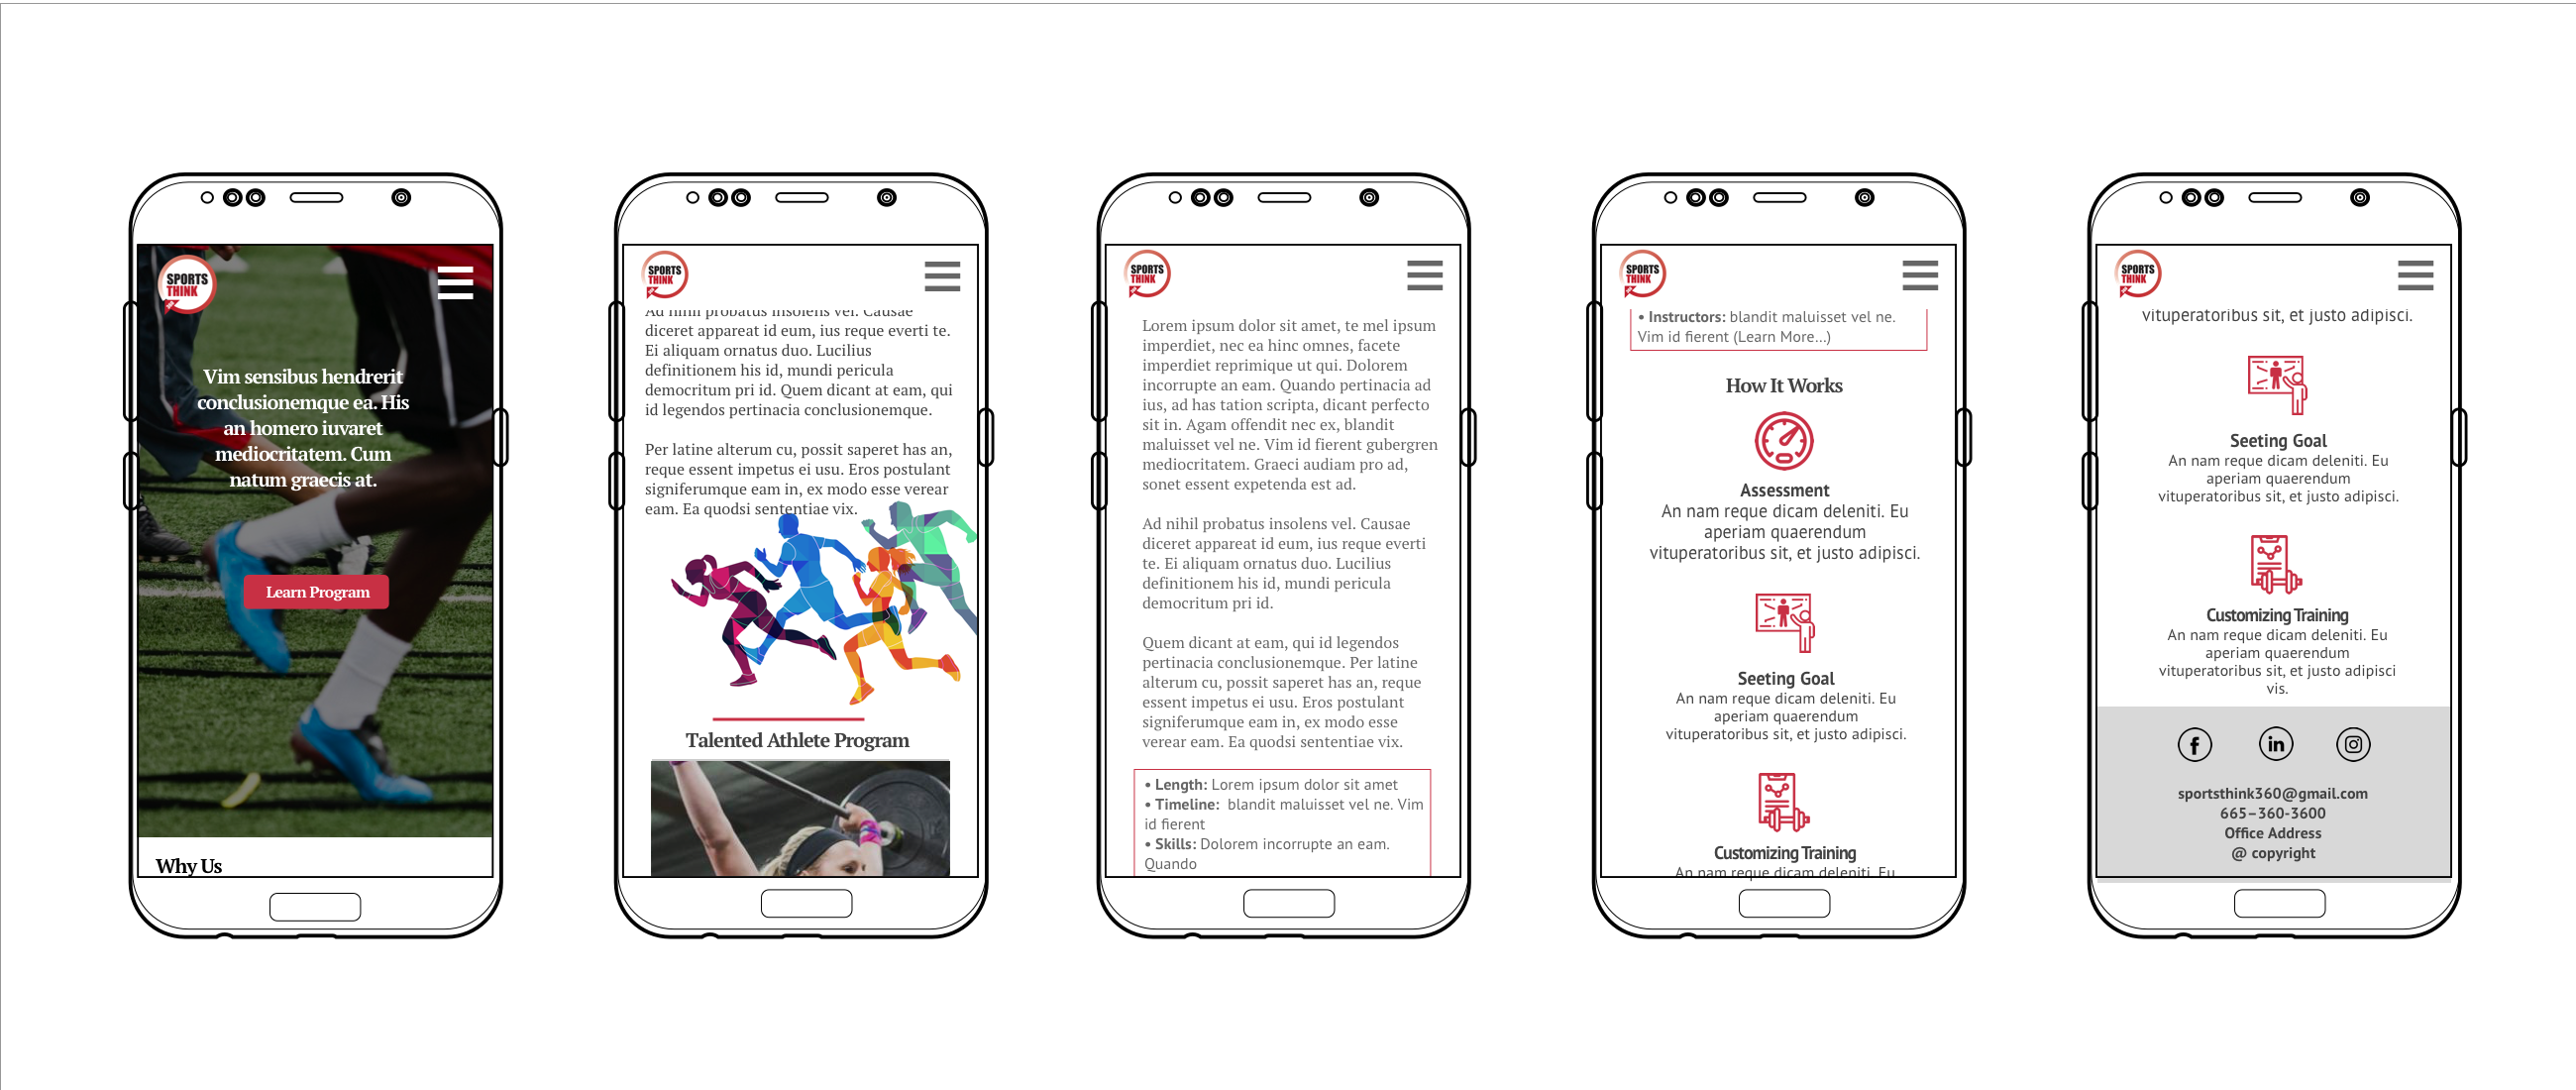 SPORTS
THINK
Vim sensibus hendrerit
conclusionemque ea. His
an homero iuvaret
mediocritatem. Cum
natum graecis at.
Learn Program
Why Us
SPORTS
THINK
Ad nihil probatus insolens vel. Causae
diceret appareat id eum, ius reque everti te.
Ei aliquam ornatus duo. Lucilius
definitionem his id, mundi pericula
democritum pri id. Quem dicant at eam, qui
id legendos pertinacia conclusionemque.
Per latine alterum cu, possit saperet has an,
reque essent impetus ei usu. Eros postulant
signiferumque eam in, ex modo esse verear
eam. Ea quodsi sententiae vix.
Talented Athlete Program
SPORTS
THINK
Lorem ipsum dolor sit amet, te mel ipsum
imperdiet, nec ea hinc omnes, facete
imperdiet reprimique ut qui. Dolorem
incorrupte an eam. Quando pertinacia ad
ius, ad has tation scripta, dicant perfecto
sit in. Agam offendit nec ex, blandit
maluisset vel ne. Vim id fierent gubergren
mediocritatem. Graeci audiam pro ad,
sonet essent expetenda est ad.
Ad nihil probatus insolens vel. Causae
diceret appareat id eum, ius reque everti
te. Ei aliquam ornatus duo. Lucilius
definitionem his id, mundi pericula
democritum pri id.
Quem dicant at eam, qui id legendos
pertinacia conclusionemque. Per latine
alterum cu, possit saperet has an, reque
essent impetus ei usu. Eros postulant
signiferumque eam in, ex modo esse
verear eam. Ea quodsi sententiae vix.
• Length: Lorem ipsum dolor sit amet
• Timeline: blandit maluisset vel ne. Vim
id fierent
• Skills: Dolorem incorrupte an eam.
Quando
SPORTS
THINK
• Instructors: blandit maluisset vel ne.
Vim id fierent (Learn More...)
How It Works
Assessment
An nam reque dicam deleniti. Eu
aperiam quaerendum
vituperatoribus sit, et justo adipisci.
Seeting Goal
An nam reque dicam deleniti. Eu
aperiam quaerendum
vituperatoribus sit, et justo adipisci.
Customizing Training
An nam reque dicam deleniti. Eu
SPORTS
THINK
vituperatoribus sit, et justo adipisci.
Seeting Goal
An nam reque dicam deleniti. Eu
aperiam quaerendum
vituperatoribus sit, et justo adipisci.
Customizing Training
An nam reque dicam deleniti. Eu
aperiam quaerendum
vituperatoribus sit, et justo adipisci
vis.
f in
sportsthink360@gmail.com
665–360-3600
Office Address
@ copyright